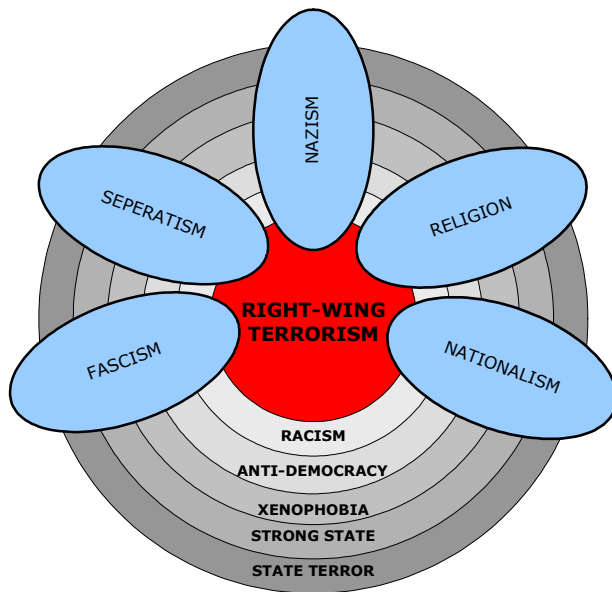 NAZISM
SEPERATISM
RELIGION
RIGHT-WING
TERRORISM
FASCISM
NATIONALISM
RACISM
ANTI-DEMOCRACY
XENOPHOBIA
STRONG STATE
STATE TERROR